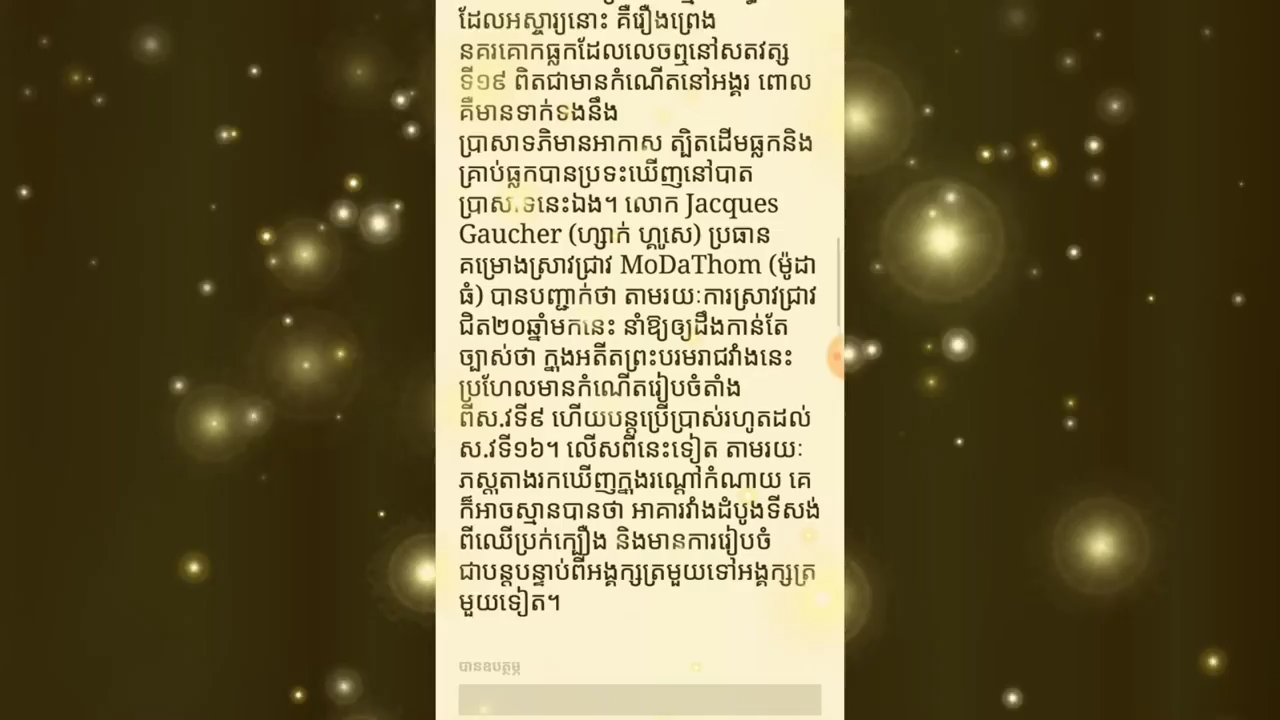 ដែលអស្ចារ្យនោះ គឺរឿងព្រេង
នគរគោកធ្លកដែលលេចឮនៅសតវត្ស
ទី១៩ ពិតជាមានកំណើតនៅអង្គរ ពោល
គឺមានទាក់ទងនឹង
ប្រាសាទភិមានអាកាស ត្បិតដើមធ្លកនិង
គ្រាប់ធ្លកបានប្រទះឃើញនៅបាត
ប្រាសាទនេះឯង។ លោក Jacques
Gaucher (ហ្សាក់ ហ្គូសេ) ប្រធាន
គម្រោងស្រាវជ្រាវ MoDaThom (ម៉ូដា
ធំ) បានបញ្ជាក់ថា តាមរយៈការស្រាវជ្រាវ
ជិត២០ឆ្នាំមកនេះ នាំឱ្យឲ្យដឹងកាន់តែ
ច្បាស់ថា ក្នុងអតីតព្រះបរមរាជវាំងនេះ
ប្រហែលមានកំណើតរៀបចំតាំង
ពីស.វទី៩ ហើយបន្តប្រើប្រាស់រហូតដល់
ស.វទី១៦។ លើសពីនេះទៀត តាមរយៈ
ភស្តុតាងរកឃើញក្នុងរណ្តៅកំណាយ គេ
ក៏អាចស្មានបានថា អាគារវាំងដំបូងទីសង់
ពីឈើប្រក់ក្បឿង និងមានការរៀបចំ
ជាបន្តបន្ទាប់ពីអង្គក្សត្រមួយទៅអង្គក្សត្រ
មួយទៀត។
បានឧបត្ថម្ភ